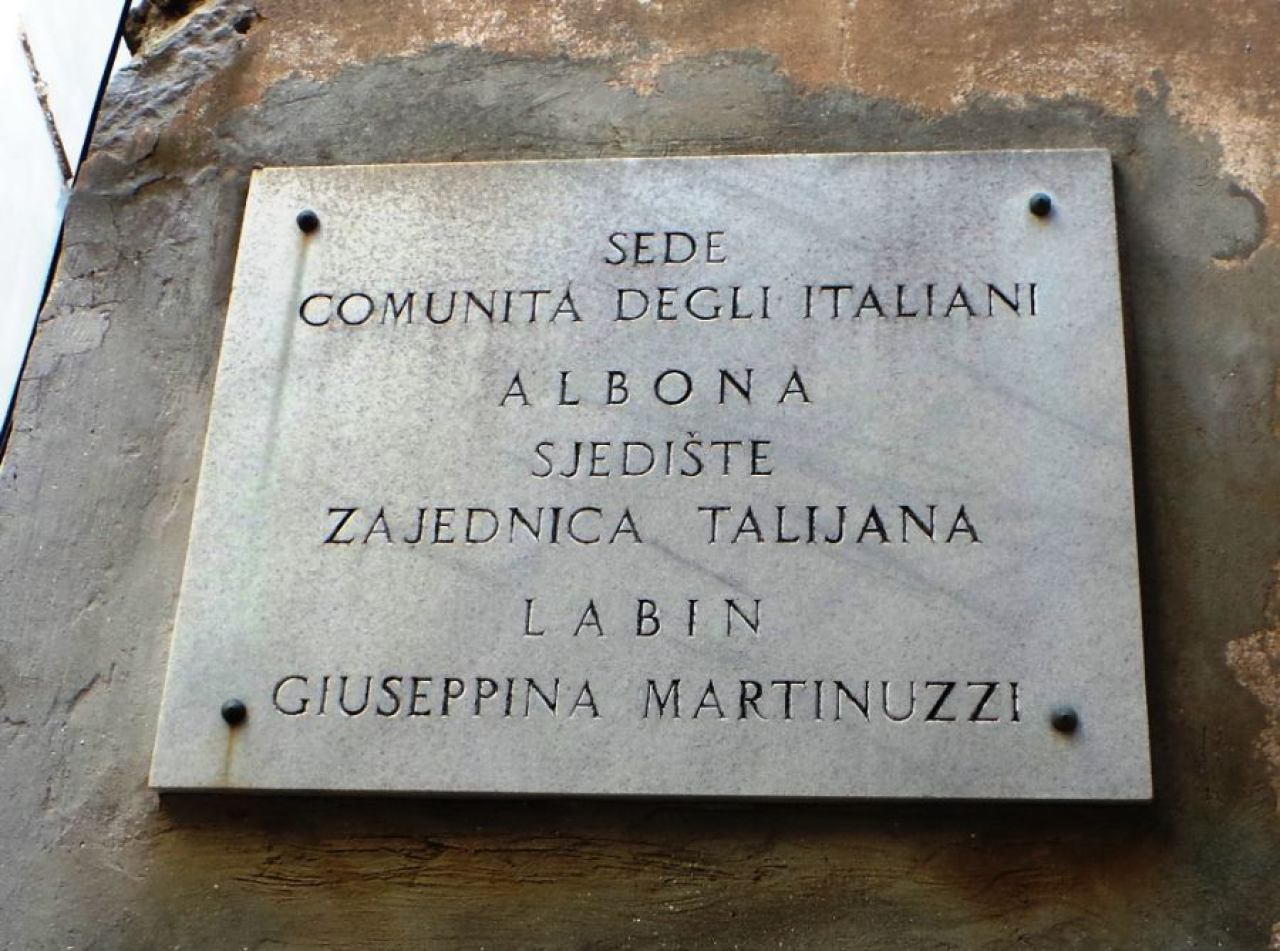 SEDE
COMUNITÀ DEGLI ITALIANI
ALBONA
SJEDIŠTE
ZAJEDNICA TALIJANA
LABIN
GIUSEPPINA MARTINUZZI